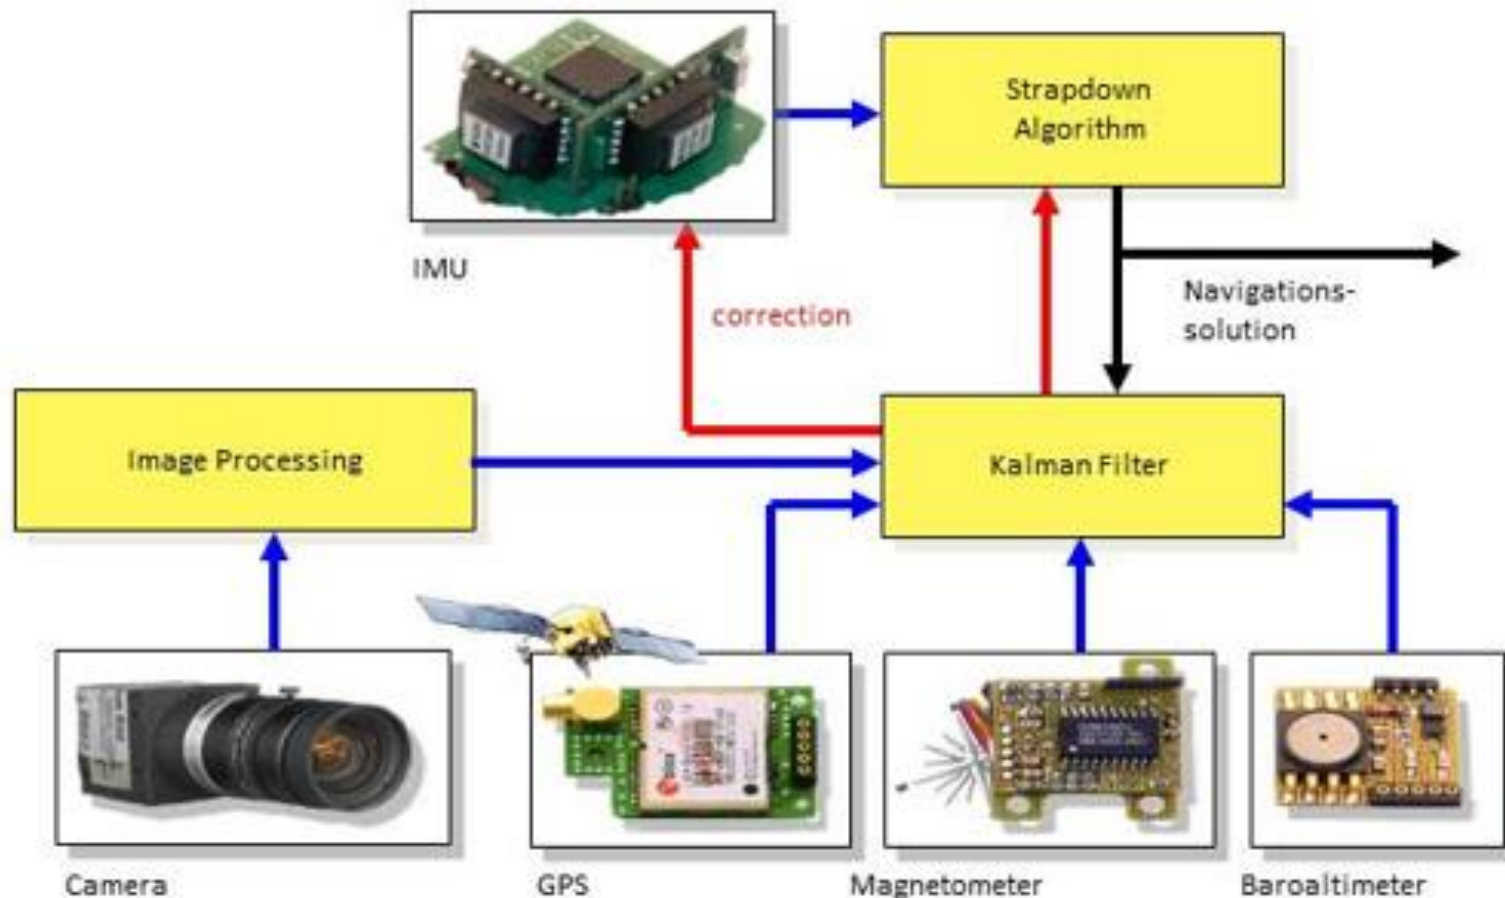 Strapdown
Algorithm
IMU
correction
Navigations-
solution
Image Processing
Kalman Filter
Camera
GPS
Magnetometer
Baroaltimeter